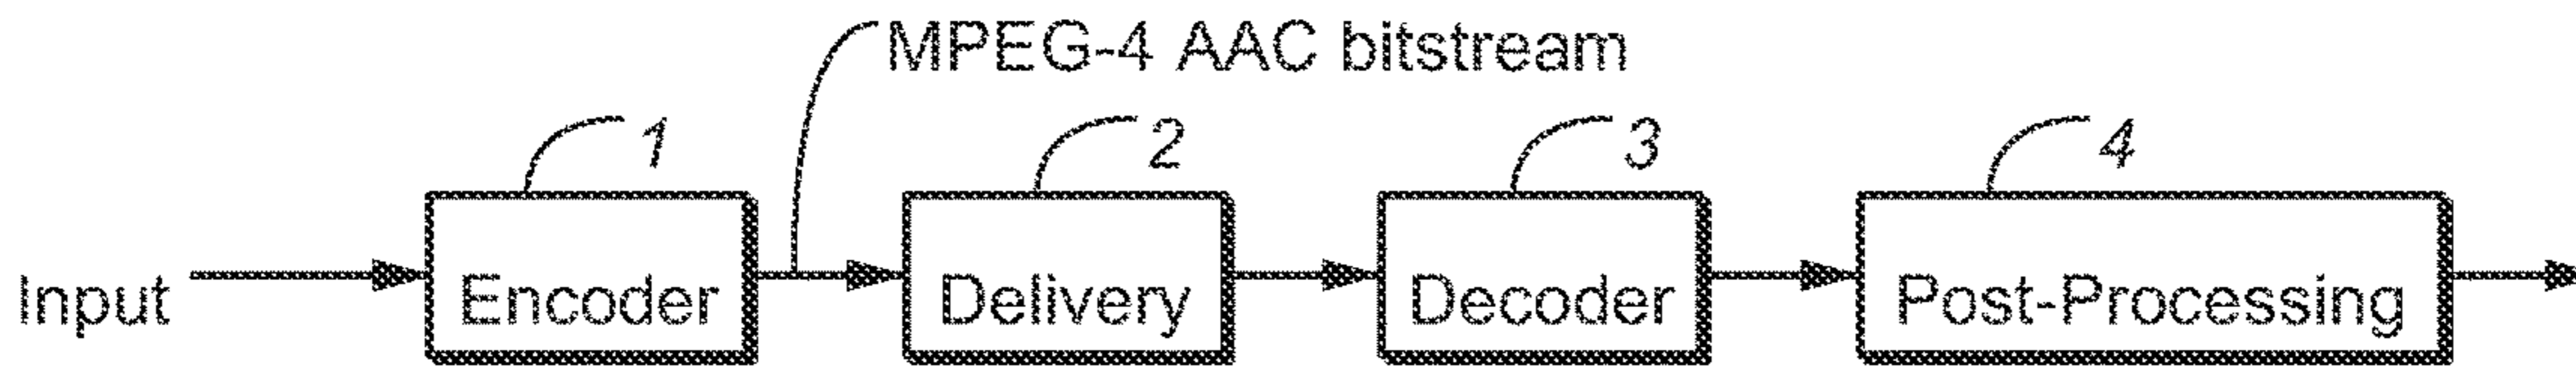 MPEG-4 AAC bitstream
1 2 3 4
Input Encoder Delivery Decoder Post-Processing